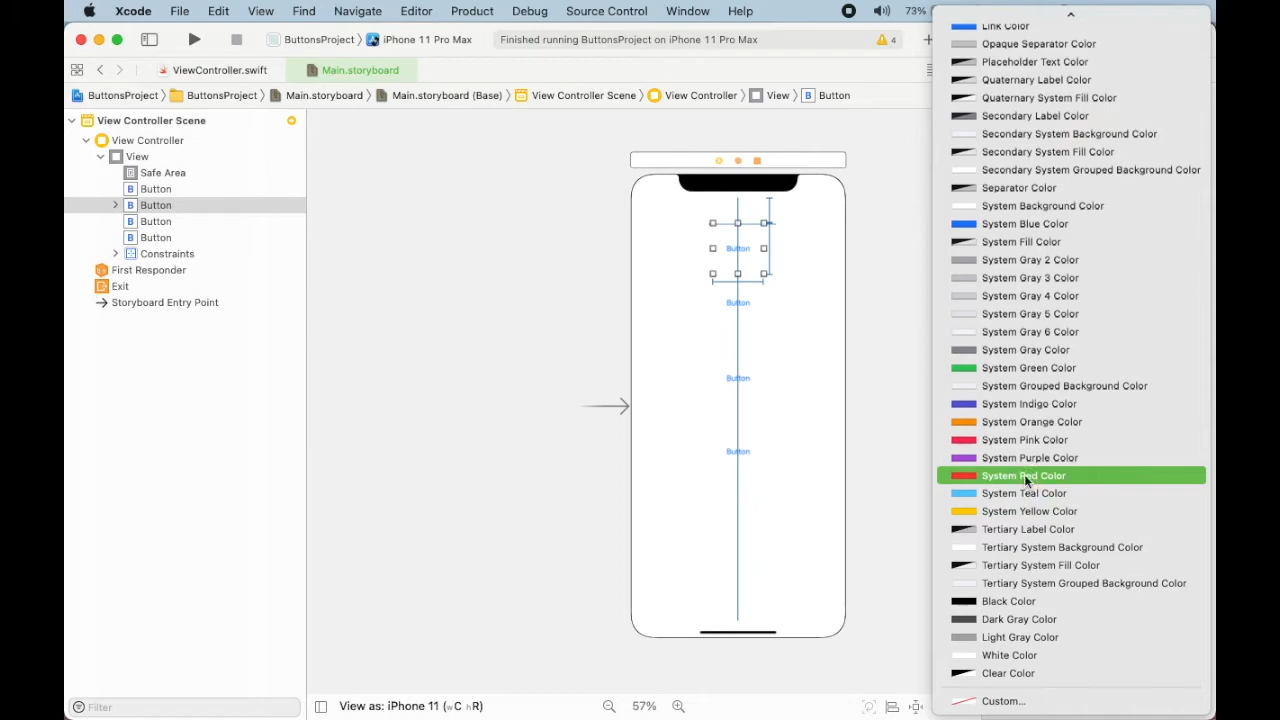 Xcode File Edit View Find Navigate Editor Product Debug Source Control Window Help 73%
ButtonsProject iPhone 11 Pro Max Finished running ButtonsProject on iPhone 11 Pro Max 4
ViewController.swift Main.storyboard
ButtonsProject ButtonsProject Main.storyboard Main.storyboard (Base) View Controller Scene View Controller View B Button
View Controller Scene
View Controller
View
Safe Area
B Button
B Button
B Button
B Button
Constraints
First Responder
Exit
Storyboard Entry Point
Button
Button
Button
Button
Link Color
Opaque Separator Color
Placeholder Text Color
Quaternary Label Color
Quaternary System Fill Color
Secondary Label Color
Secondary System Background Color
Secondary System Fill Color
Secondary System Grouped Background Color
Separator Color
System Background Color
System Blue Color
System Fill Color
System Gray 2 Color
System Gray 3 Color
System Gray 4 Color
System Gray 5 Color
System Gray 6 Color
System Gray Color
System Green Color
System Grouped Background Color
System Indigo Color
System Orange Color
System Pink Color
System Purple Color
System Red Color
System Teal Color
System Yellow Color
Tertiary Label Color
Tertiary System Background Color
Tertiary System Fill Color
Tertiary System Grouped Background Color
Black Color
Dark Gray Color
Light Gray Color
White Color
Clear Color
Custom...
Filter
View as: iPhone 11 (wC hR) 57%